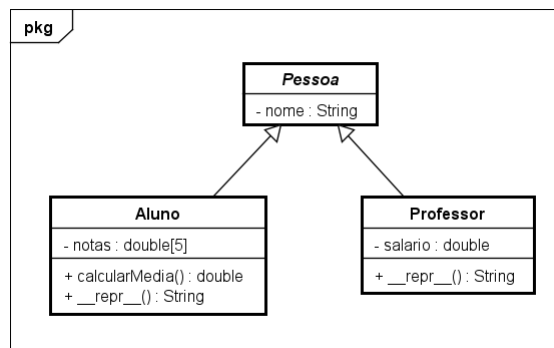 pkg
Pessoa
- nome : String
Aluno
- notas : double[5]
+ calcularMedia() : double
+ __repr__() : String
Professor
- salario : double
+ __repr__() : String